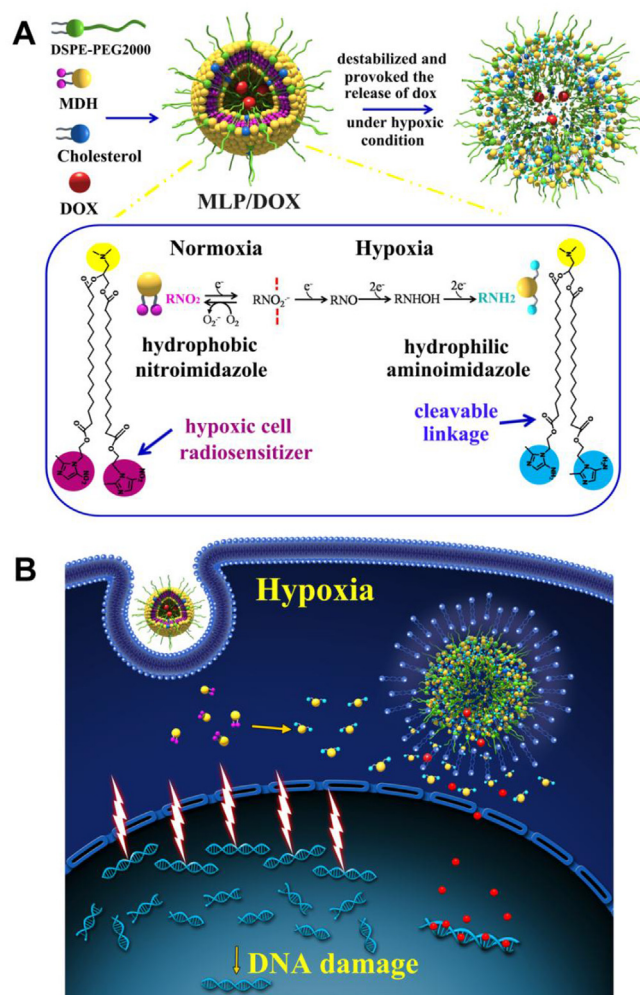 A
DSPE-PEG2000
MDH
Cholesterol
DOX
MLP/DOX
destabilized and
provoked the
release of dox
under hypoxic
condition
Normoxia
Hypoxia
RNO₂ e⁻ RNO₂·⁻ e⁻ RNO 2e⁻ RNHOH 2e⁻ RNH2
O₂·⁻ O₂
hydrophobic
nitroimidazole
hydrophilic
aminoimidazole
hypoxic cell
radiosensitizer
cleavable
linkage
B
Hypoxia
DNA damage